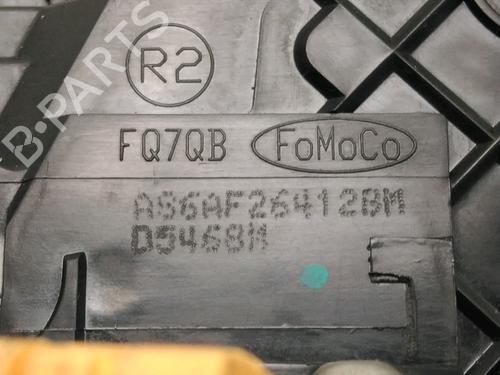 B-PARTS
R2
FQ7QB FoMoCo
AS6AF26412BM
D5468M